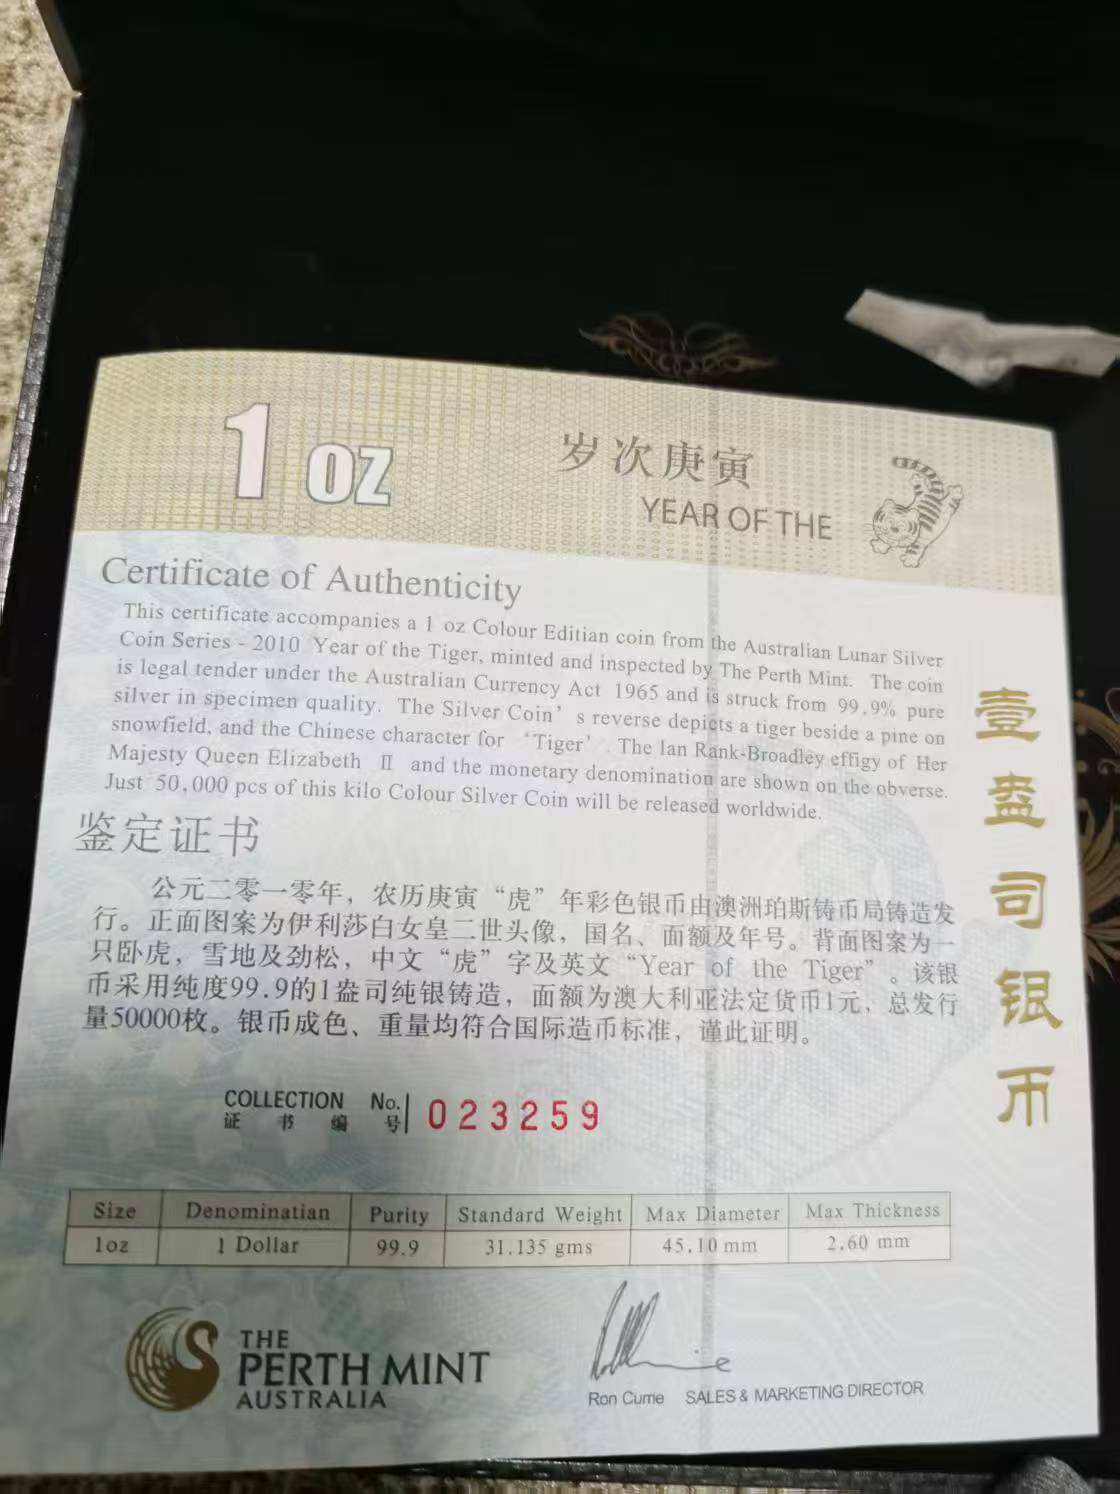 1 OZ
岁次庚寅
YEAR OF THE
Certificate of Authenticity
This certificate accompanies a 1 oz Colour Editian coin from the Australian Lunar Silver
Coin Series - 2010 Year of the Tiger, minted and inspected by The Perth Mint. The coin
is legal tender under the Australian Currency Act 1965 and is struck from 99.9% pure
silver in specimen quality. The Silver Coin's reverse depicts a tiger beside a pine on
snowfield, and the Chinese character for 'Tiger'. The Ian Rank-Broadley effigy of Her
Majesty Queen Elizabeth Ⅱ and the monetary denomination are shown on the obverse.
Just 50,000 pcs of this kilo Colour Silver Coin will be released worldwide.
鉴定证书
公元二零一零年，农历庚寅“虎”年彩色银币由澳洲珀斯铸币局铸造发
行。正面图案为伊利莎白女皇二世头像，国名、面额及年号。背面图案为一
只卧虎，雪地及劲松，中文“虎”字及英文“Year of the Tiger”。该银
币采用纯度99.9的1盎司纯银铸造，面额为澳大利亚法定货币1元，总发行
量50000枚。银币成色、重量均符合国际造币标准，谨此证明。
壹盎司银币
COLLECTION No.
证书编号
023259
Size Denominatian Purity Standard Weight Max Diameter Max Thickness
1oz 1 Dollar 99.9 31.135 gms 45.10 mm 2.60 mm
THE
PERTH MINT
AUSTRALIA
Ron Currie SALES & MARKETING DIRECTOR